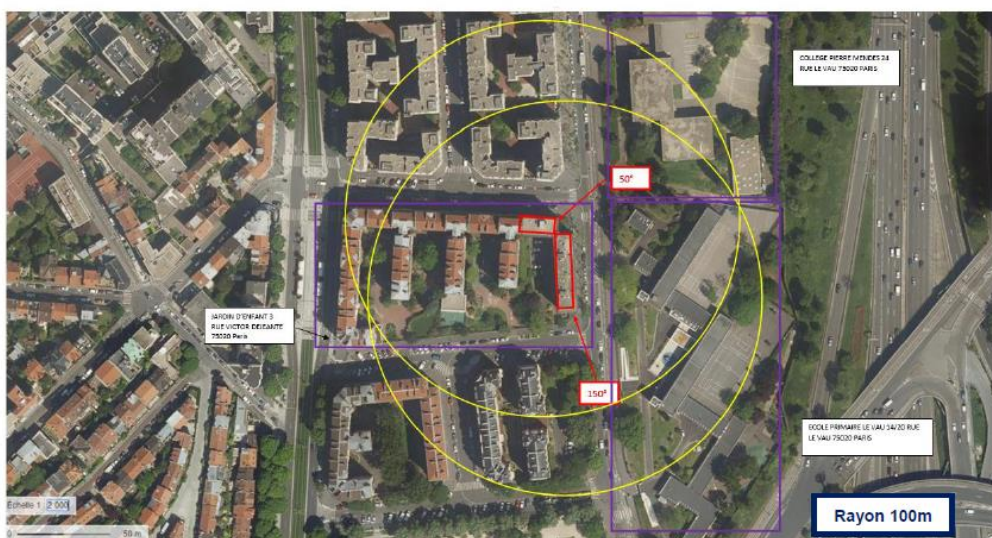 COLLEGE PIERRE MENDES 24
RUE LE VAU 75020 PARIS
50°
JARDIN D'ENFANT 3
RUE VICTOR DEJEANTE
75020 Paris
150°
ECOLE PRIMAIRE LE VAU 14/20 RUE
LE VAU 75020 PARIS
Echelle 1 2 000
0 50 m
Rayon 100m